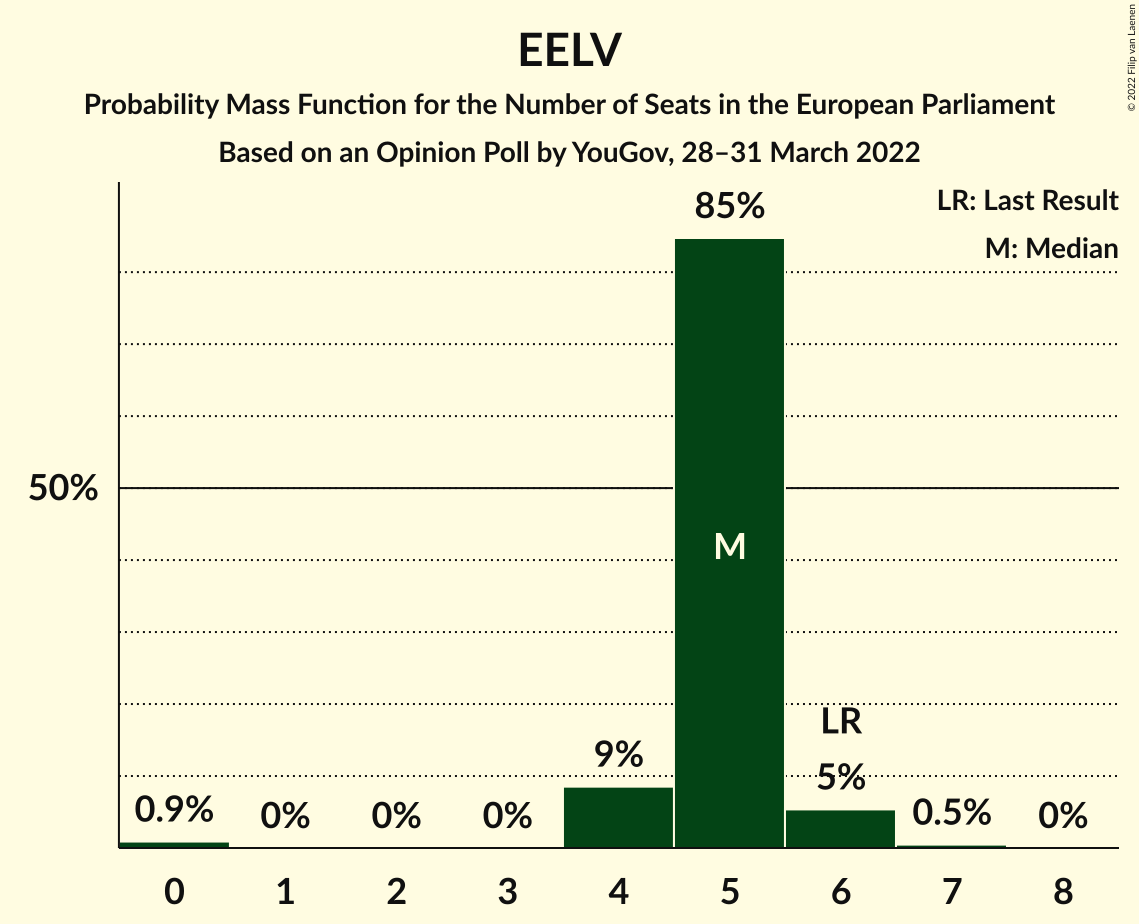 EELV
Probability Mass Function for the Number of Seats in the European Parliament
Based on an Opinion Poll by YouGov, 28–31 March 2022
© 2022 Filip van Laenen
LR: Last Result
M: Median
85%
50%
M
LR
9%
5%
0.9%
0%
0%
0%
0.5%
0%
0
1
2
3
4
5
6
7
8